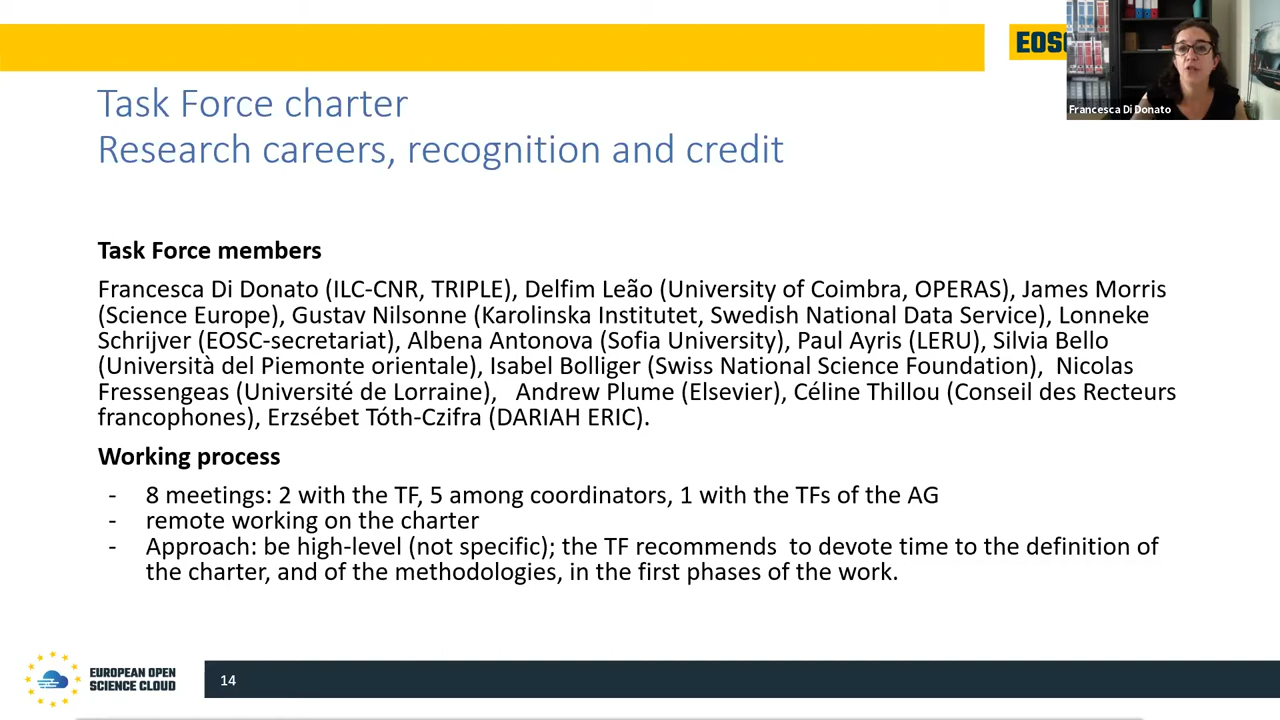 EOSC
Francesca Di Donato
Task Force charter
Research careers, recognition and credit
Task Force members
Francesca Di Donato (ILC-CNR, TRIPLE), Delfim Leão (University of Coimbra, OPERAS), James Morris
(Science Europe), Gustav Nilsonne (Karolinska Institutet, Swedish National Data Service), Lonneke
Schrijver (EOSC-secretariat), Albena Antonova (Sofia University), Paul Ayris (LERU), Silvia Bello
(Università del Piemonte orientale), Isabel Bolliger (Swiss National Science Foundation), Nicolas
Fressengeas (Université de Lorraine), Andrew Plume (Elsevier), Céline Thillou (Conseil des Recteurs
francophones), Erzsébet Tóth-Czifra (DARIAH ERIC).
Working process
- 8 meetings: 2 with the TF, 5 among coordinators, 1 with the TFs of the AG
- remote working on the charter
- Approach: be high-level (not specific); the TF recommends to devote time to the definition of
the charter, and of the methodologies, in the first phases of the work.
EUROPEAN OPEN
SCIENCE CLOUD
14